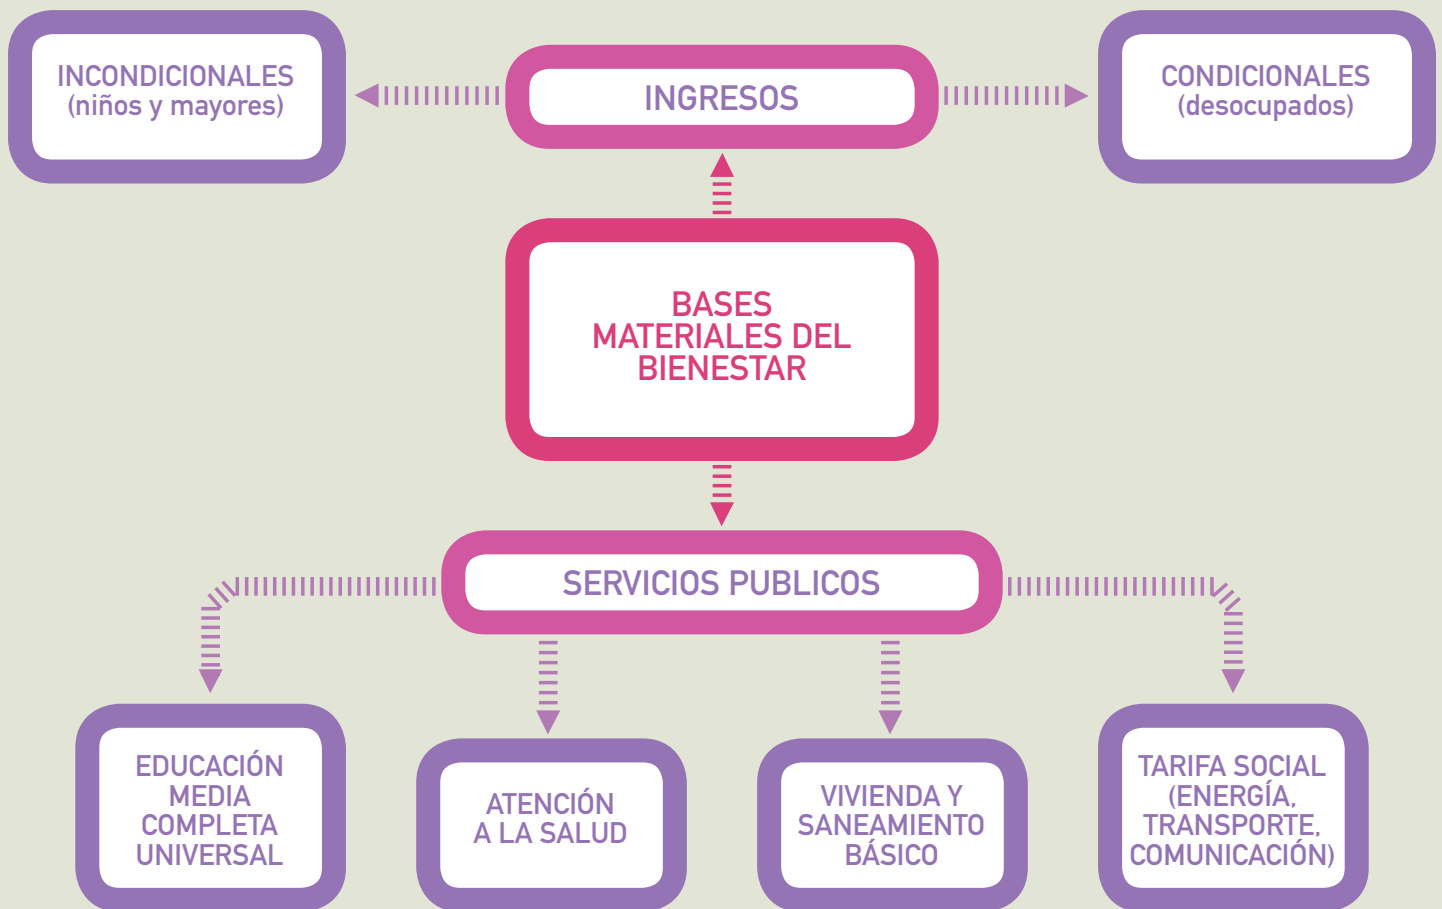 INCONDICIONALES
(niños y mayores)
INGRESOS
CONDICIONALES
(desocupados)
BASES
MATERIALES DEL
BIENESTAR
SERVICIOS PUBLICOS
EDUCACIÓN
MEDIA
COMPLETA
UNIVERSAL
ATENCIÓN
A LA SALUD
VIVIENDA Y
SANEAMIENTO
BÁSICO
TARIFA SOCIAL
(ENERGÍA,
TRANSPORTE,
COMUNICACIÓN)